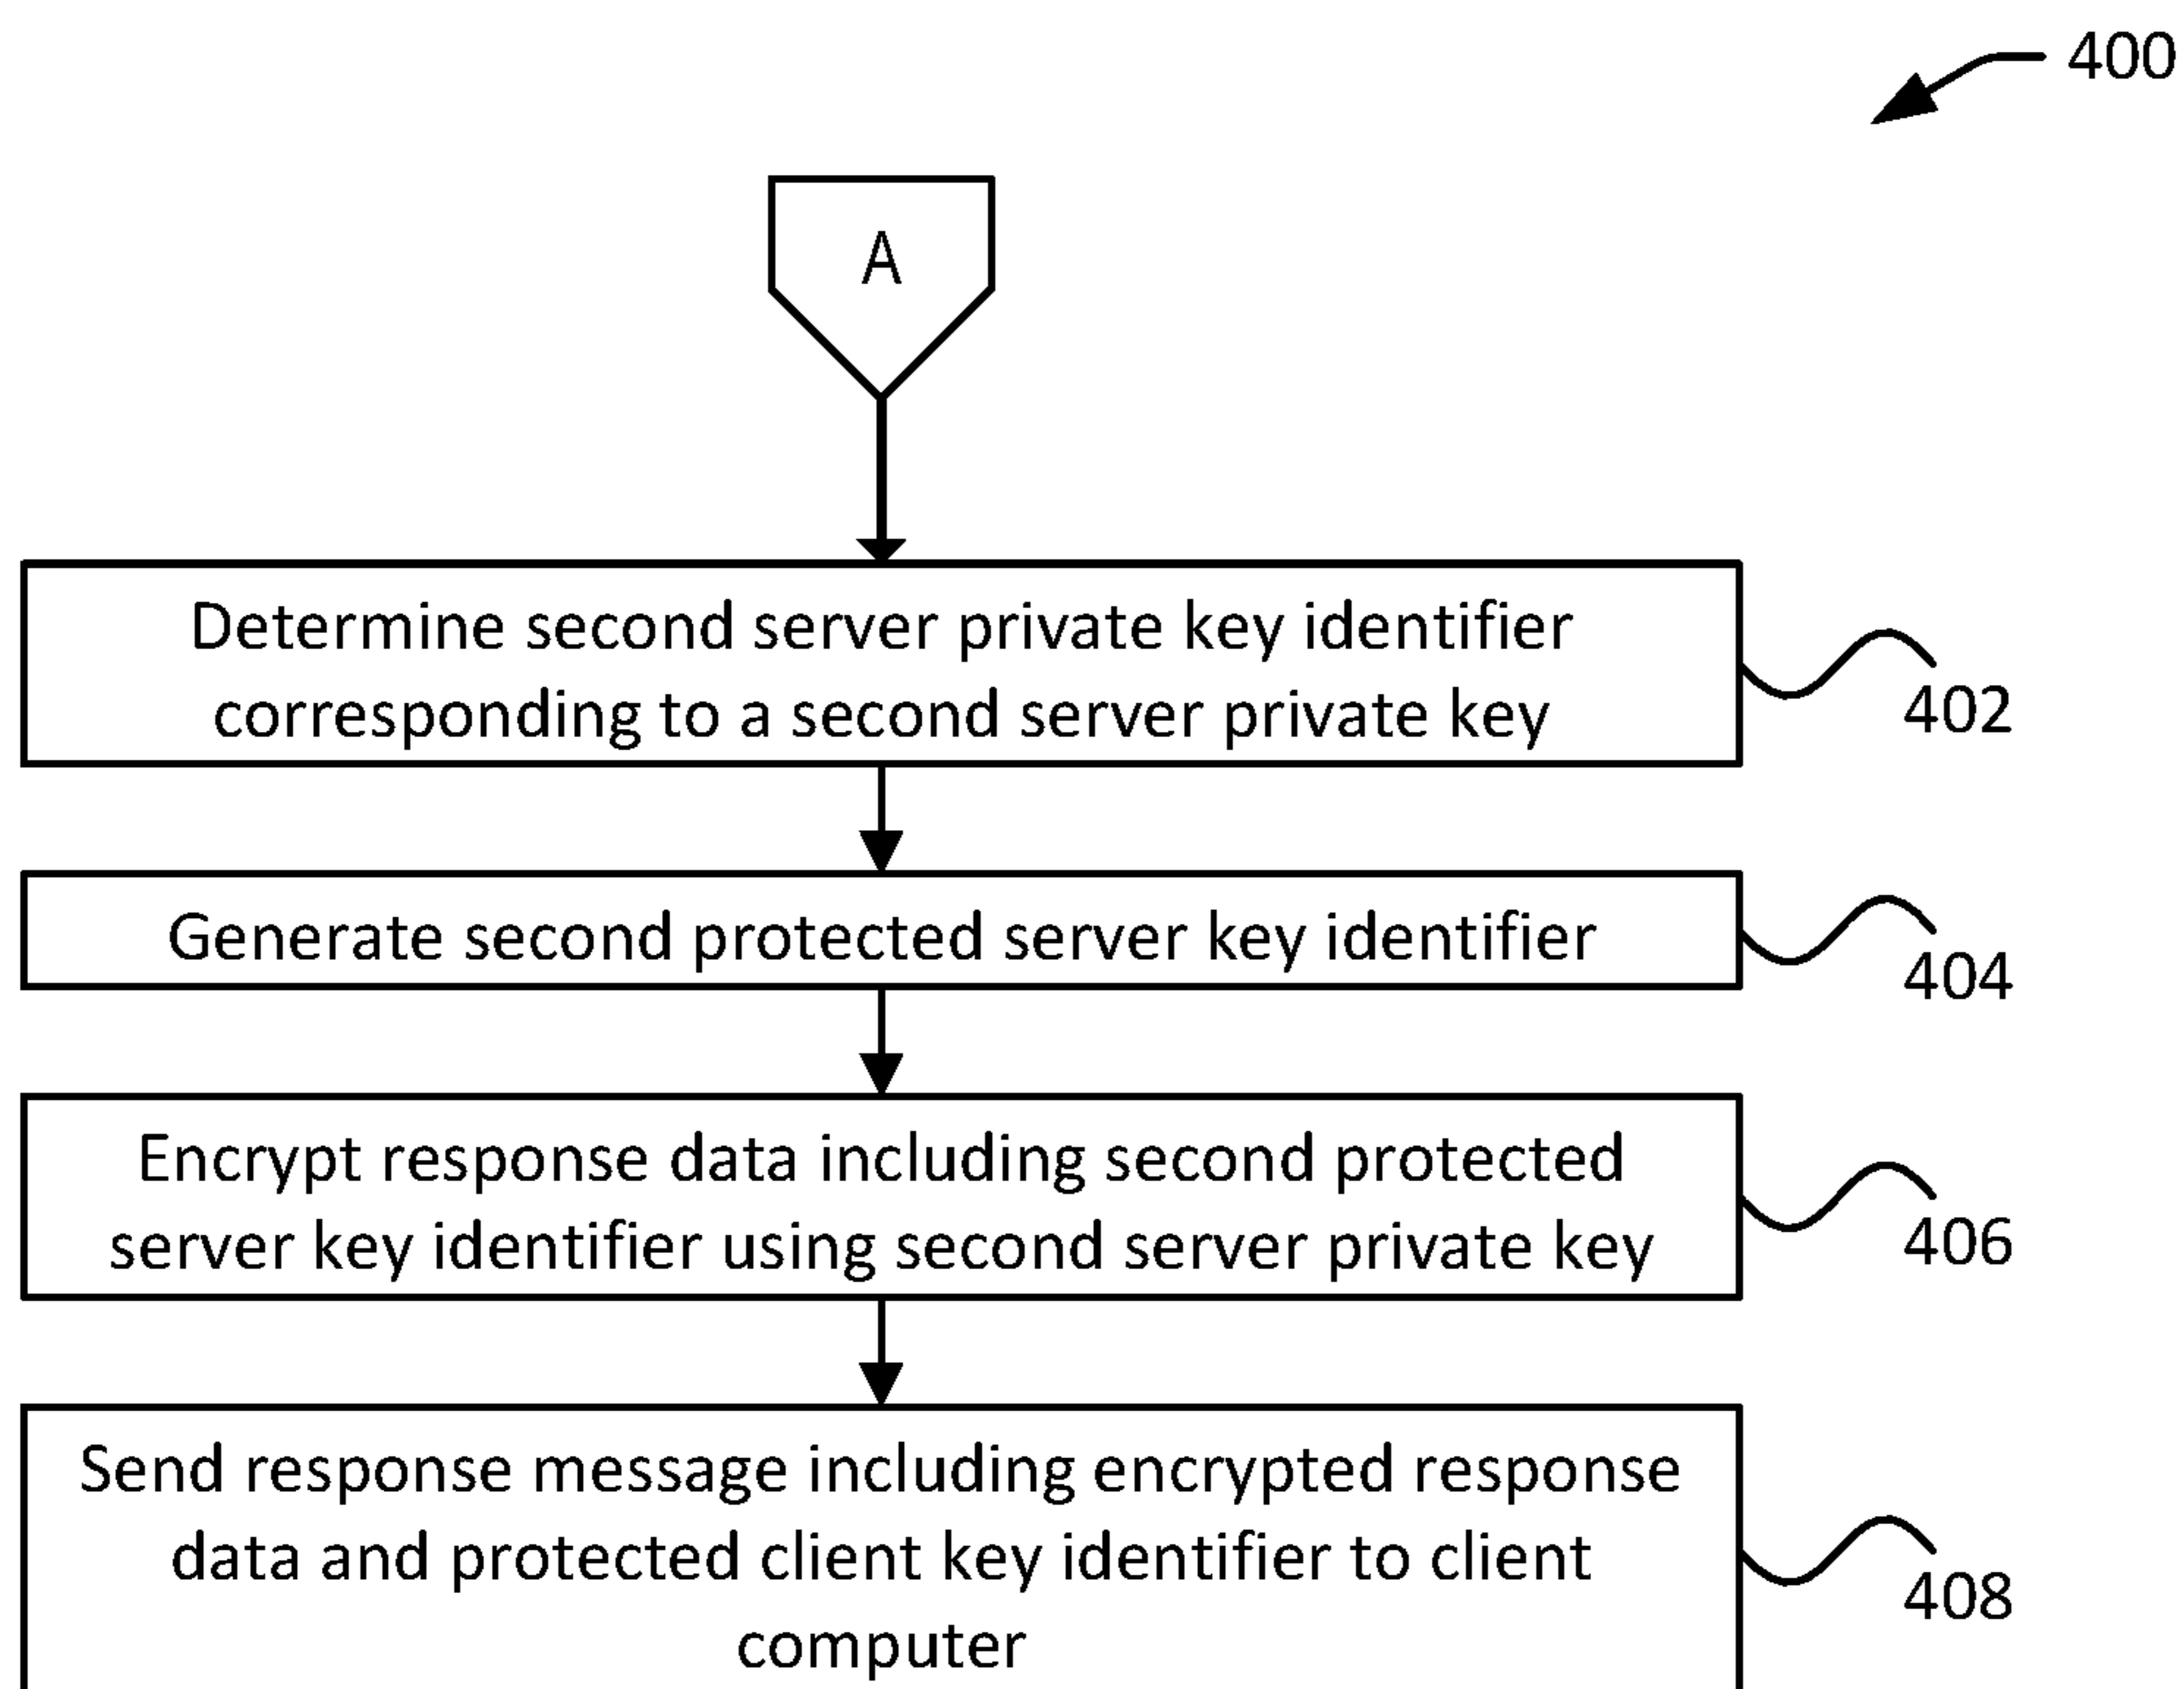 400
A
Determine second server private key identifier
corresponding to a second server private key
402
Generate second protected server key identifier
404
Encrypt response data including second protected
server key identifier using second server private key
406
Send response message including encrypted response
data and protected client key identifier to client
computer
408